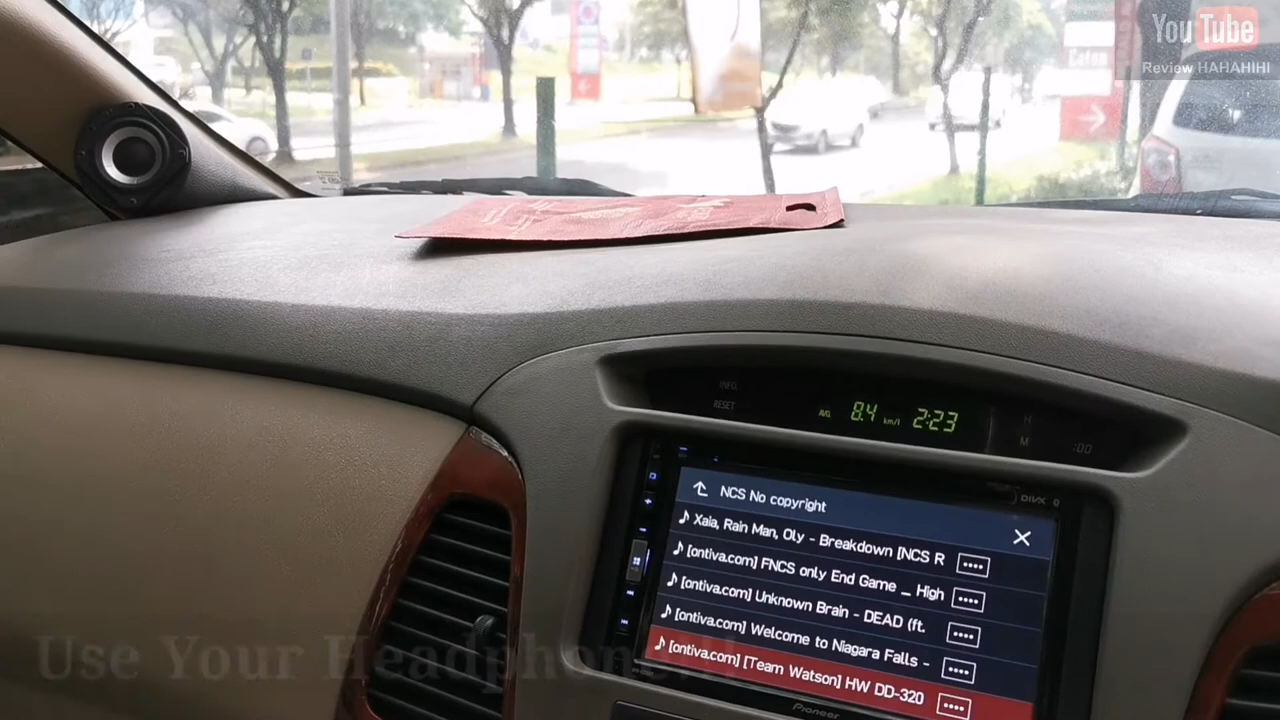 YouTube
Review HAHAHIHI
INFO.
RESET
AVG. 8.4 km/l 2:23
H
M
:00
DIVX
NCS No copyright
Xaia, Rain Man, Oly - Breakdown [NCS R
[ontiva.com] FNCS only End Game _ High
[ontiva.com] Unknown Brain - DEAD (ft.
[ontiva.com] Welcome to Niagara Falls -
[ontiva.com] [Team Watson] HW DD-320
Use Your Headphone!!!
Pioneer